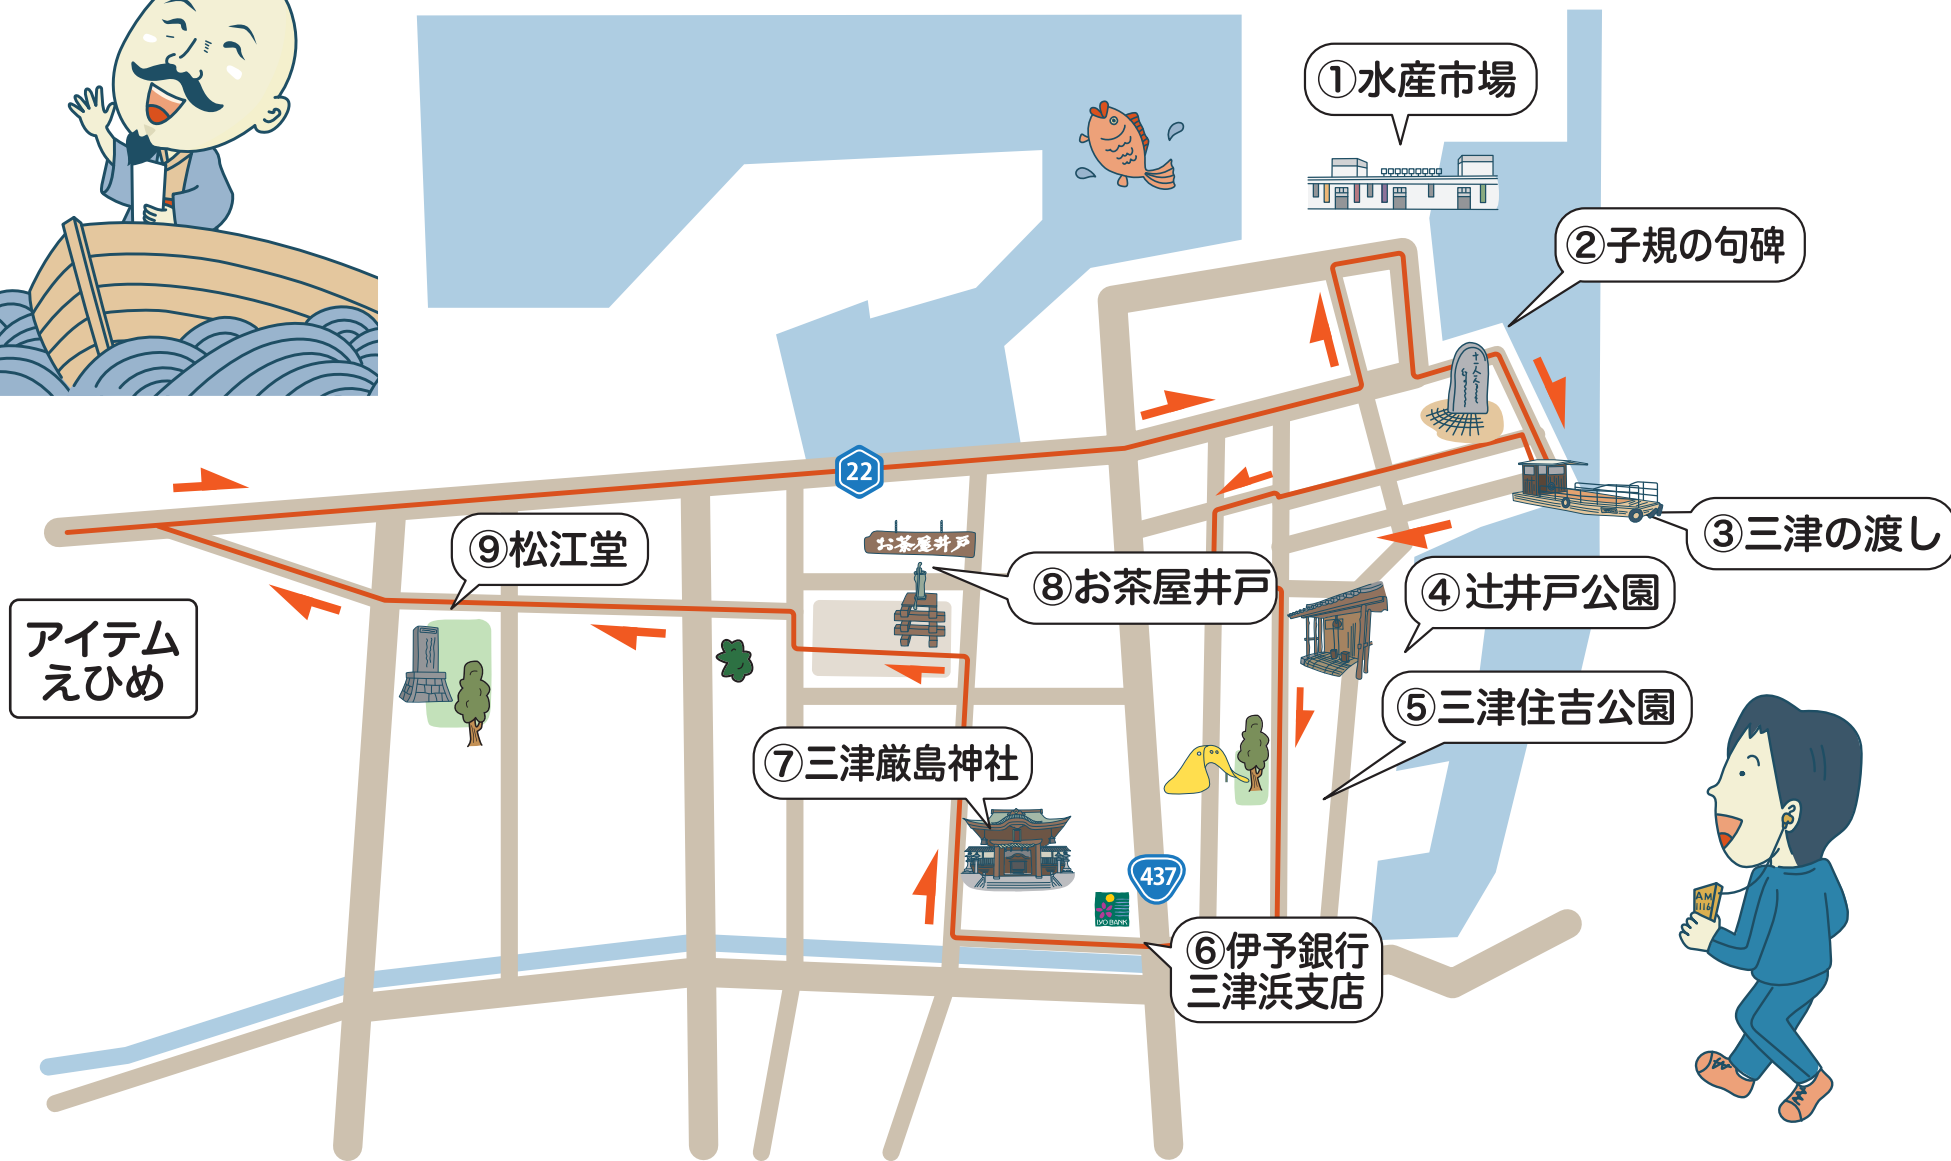 ①水産市場
②子規の句碑
22
③三津の渡し
⑨松江堂
お茶屋井戸
⑧お茶屋井戸
④辻井戸公園
アイテム
えひめ
⑤三津住吉公園
⑦三津厳島神社
437
IYO BANK
⑥伊予銀行
三津浜支店
AM
1116